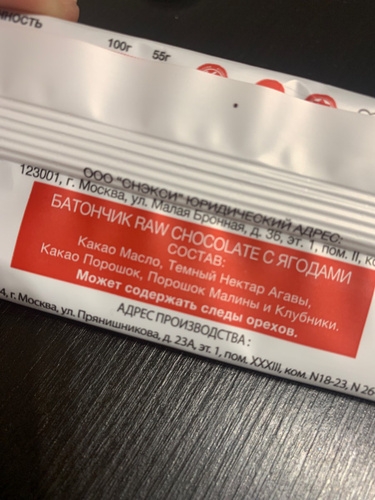 100г 55г
ООО "СНЭКСИ" ЮРИДИЧЕСКИЙ АДРЕС:
123001, г. Москва, ул. Малая Бронная, д. 36, эт. 1, пом. II,
БАТОНЧИК RAW CHOCOLATE С ЯГОДАМИ
СОСТАВ:
Какао Масло, Темный Нектар Агавы,
Какао Порошок, Порошок Малины и Клубники.
Может содержать следы орехов.
АДРЕС ПРОИЗВОДСТВА:
4, г. Москва, ул. Прянишникова, д. 23А, эт. 1, пом. XXXIII, ком. N18-23, N 26